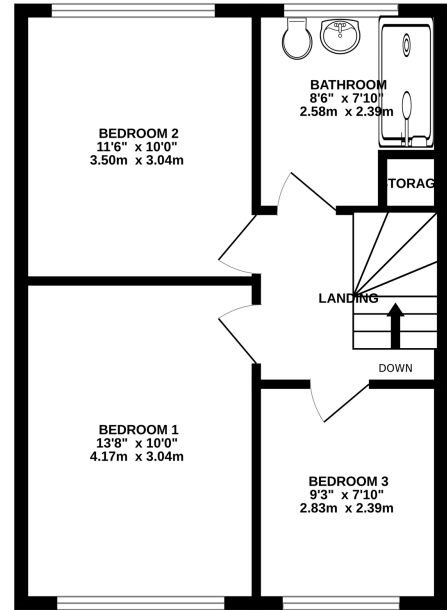 BATHROOM
8'6" x 7'10"
2.58m x 2.39m
BEDROOM 2
11'6" x 10'0"
3.50m x 3.04m
TORAG
LANDING
DOWN
BEDROOM 1
13'8" x 10'0"
4.17m x 3.04m
BEDROOM 3
9'3" x 7'10"
2.83m x 2.39m